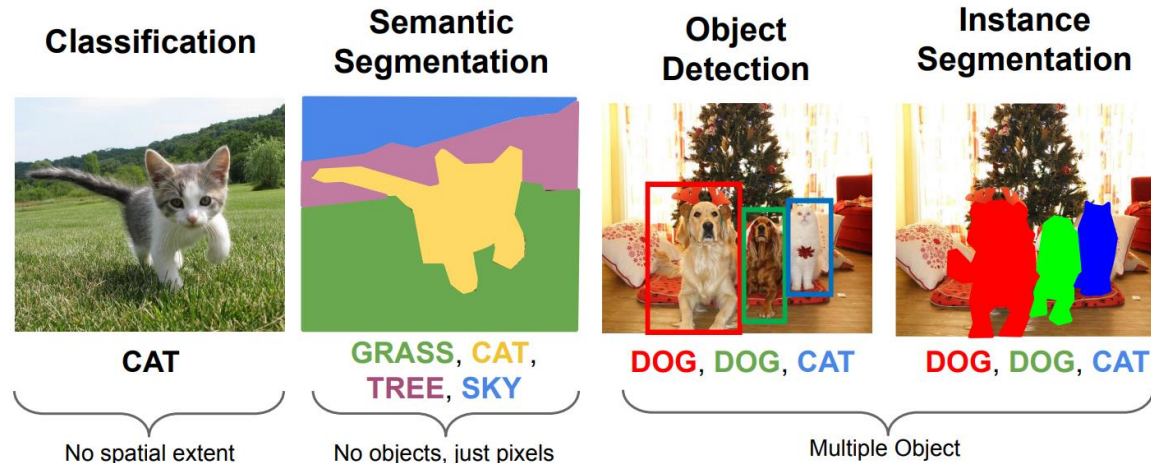 Classification
Semantic
Segmentation
Object
Detection
Instance
Segmentation
CAT
GRASS, CAT,
TREE, SKY
DOG, DOG, CAT
DOG, DOG, CAT
No spatial extent
No objects, just pixels
Multiple Object